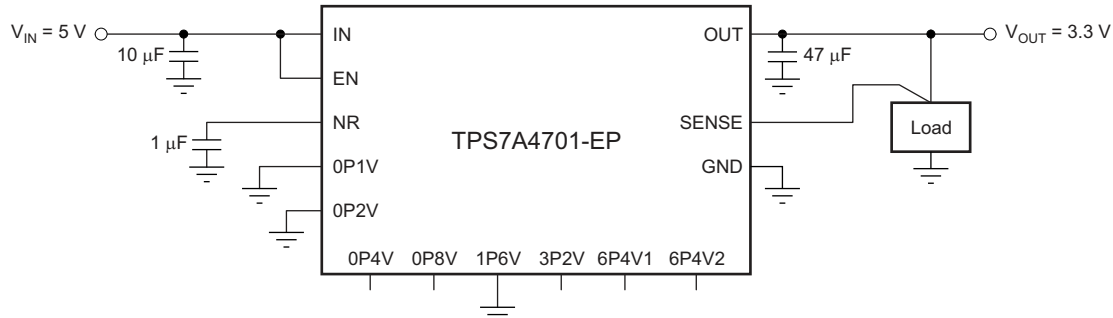 V_IN = 5 V
10 μF
1 μF
IN
EN
NR
0P1V
0P2V
TPS7A4701-EP
OUT
SENSE
GND
0P4V 0P8V 1P6V 3P2V 6P4V1 6P4V2
47 μF
V_OUT = 3.3 V
Load